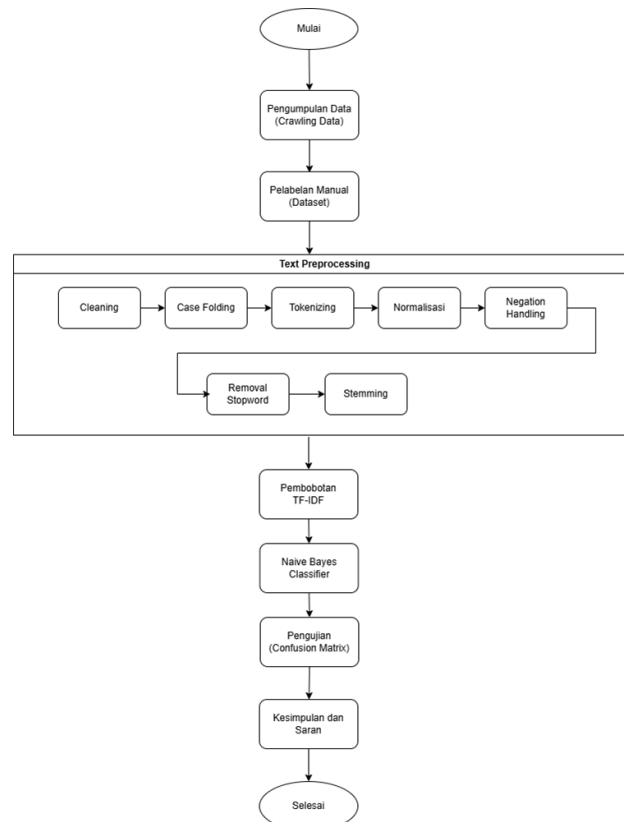 Mulai
Pengumpulan Data
(Crawling Data)
Pelabelan Manual
(Dataset)
Text Preprocessing
Cleaning
Case Folding
Tokenizing
Normalisasi
Negation
Handling
Removal
Stopword
Stemming
Pembobotan
TF-IDF
Naive Bayes
Classifier
Pengujian
(Confusion Matrix)
Kesimpulan dan
Saran
Selesai